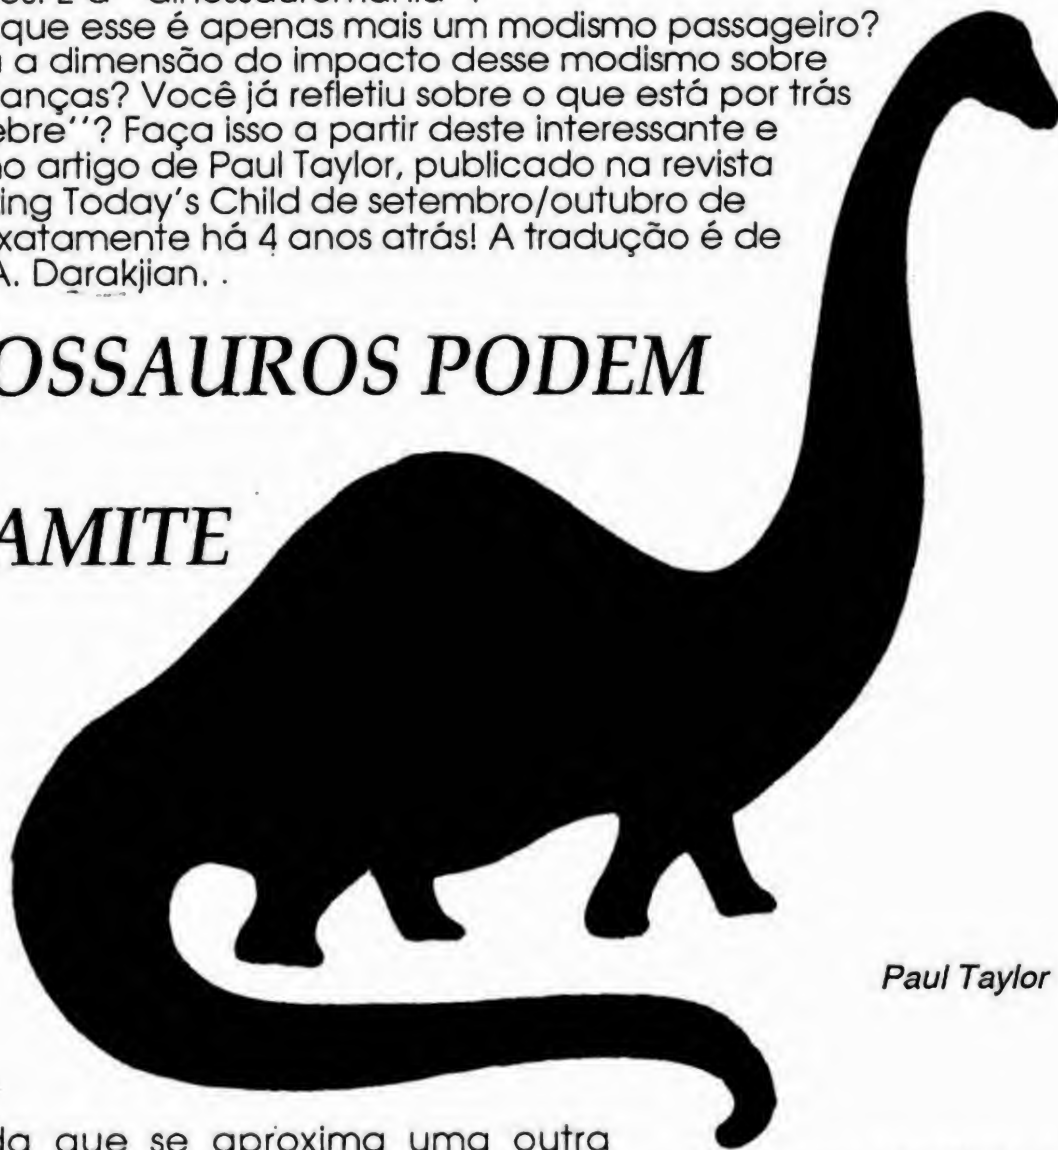 que esse é apenas mais um modismo passageiro?
a dimensão do impacto desse modismo sobre
anças? Você já refletiu sobre o que está por trás
ebre''? Faça isso a partir deste interessante e
o artigo de Paul Taylor, publicado na revista
ing Today's Child de setembro/outubro de
xatamente há 4 anos atrás! A tradução é de
A. Darakjian. .
OSSAUROS PODEM
AMITE
Paul Taylor
da que se aproxima uma outra